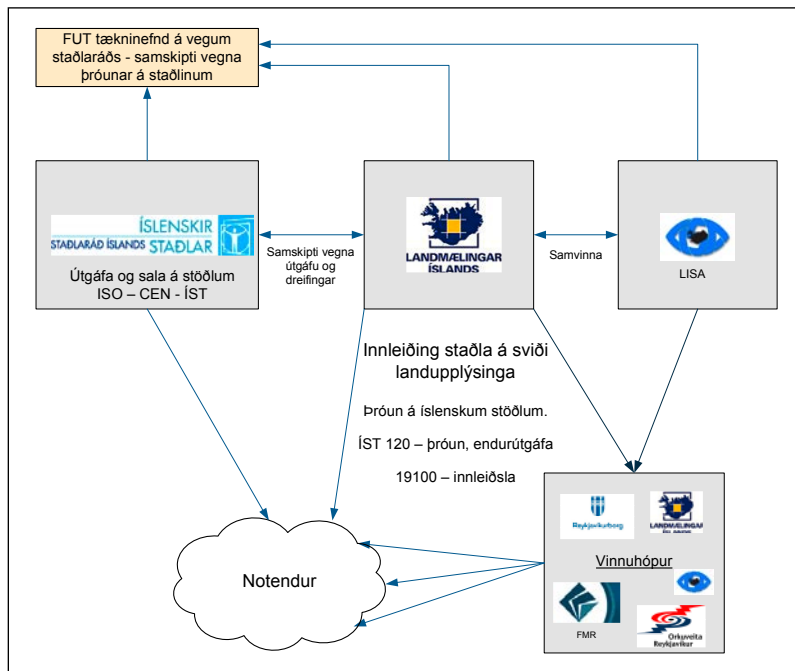 FUT tækninefnd á vegum
staðlaráðs - samskipti vegna
þróunar á staðlinum
ÍSLENSKIR
STAÐLARÁÐ ÍSLANDS STAÐLAR
Útgáfa og sala á stöðlum
ISO – CEN - ÍST
Samskipti vegna
útgáfu og
dreifingar
LANDMÆLINGAR
ÍSLANDS
Samvinna
LISA
Innleiðing staðla á sviði
landupplýsinga
Þróun á íslenskum stöðlum.
ÍST 120 – þróun, endurútgáfa
19100 – innleiðsla
Notendur
Reykjavíkurborg
LANDMÆLINGAR
Vinnuhópur
FMR
Orkuveita
Reykjavíkur